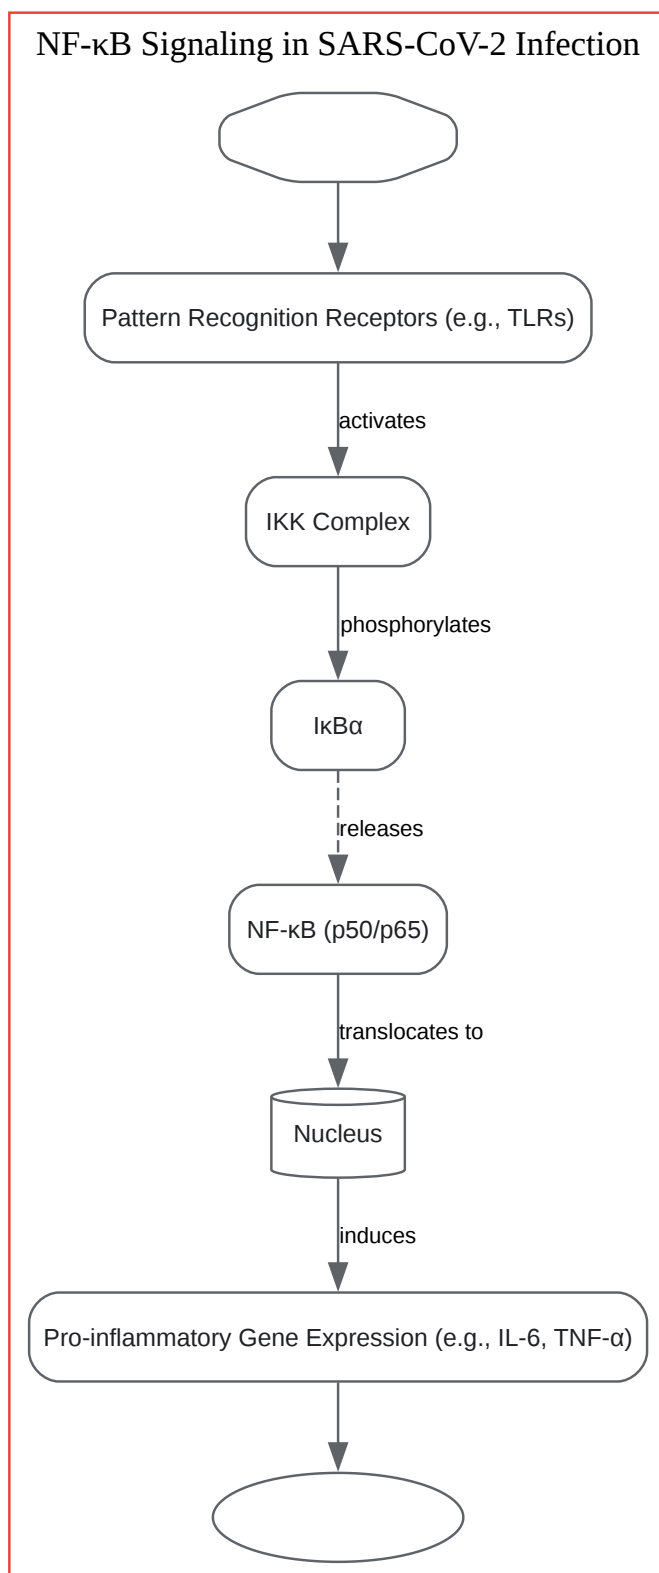 NF-κB Signaling in SARS-CoV-2 Infection
Pattern Recognition Receptors (e.g., TLRs)
activates
IKK Complex
phosphorylates
IκBα
releases
NF-κB (p50/p65)
translocates to
Nucleus
induces
Pro-inflammatory Gene Expression (e.g., IL-6, TNF-α)